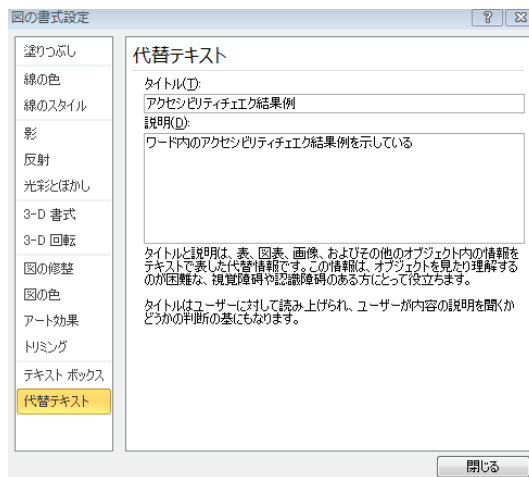 図の書式設定
塗りつぶし
線の色
線のスタイル
影
反射
光彩とぼかし
3-D 書式
3-D 回転
図の修整
図の色
アート効果
トリミング
テキスト ボックス
代替テキスト
代替テキスト
タイトル(T):
アクセシビリティチェエク結果例
説明(D):
ワード内のアクセシビリティチェエク結果例を示している
タイトルと説明は、表、図表、画像、およびその他のオブジェクト内の情報を
テキストで表した代替情報です。この情報は、オブジェクトを見たり理解する
のが困難な、視覚障碍や認識障碍のある方にとって役立ちます。
タイトルはユーザーに対して読み上げられ、ユーザーが内容の説明を聞くか
どうかの判断の基にもなります。
閉じる